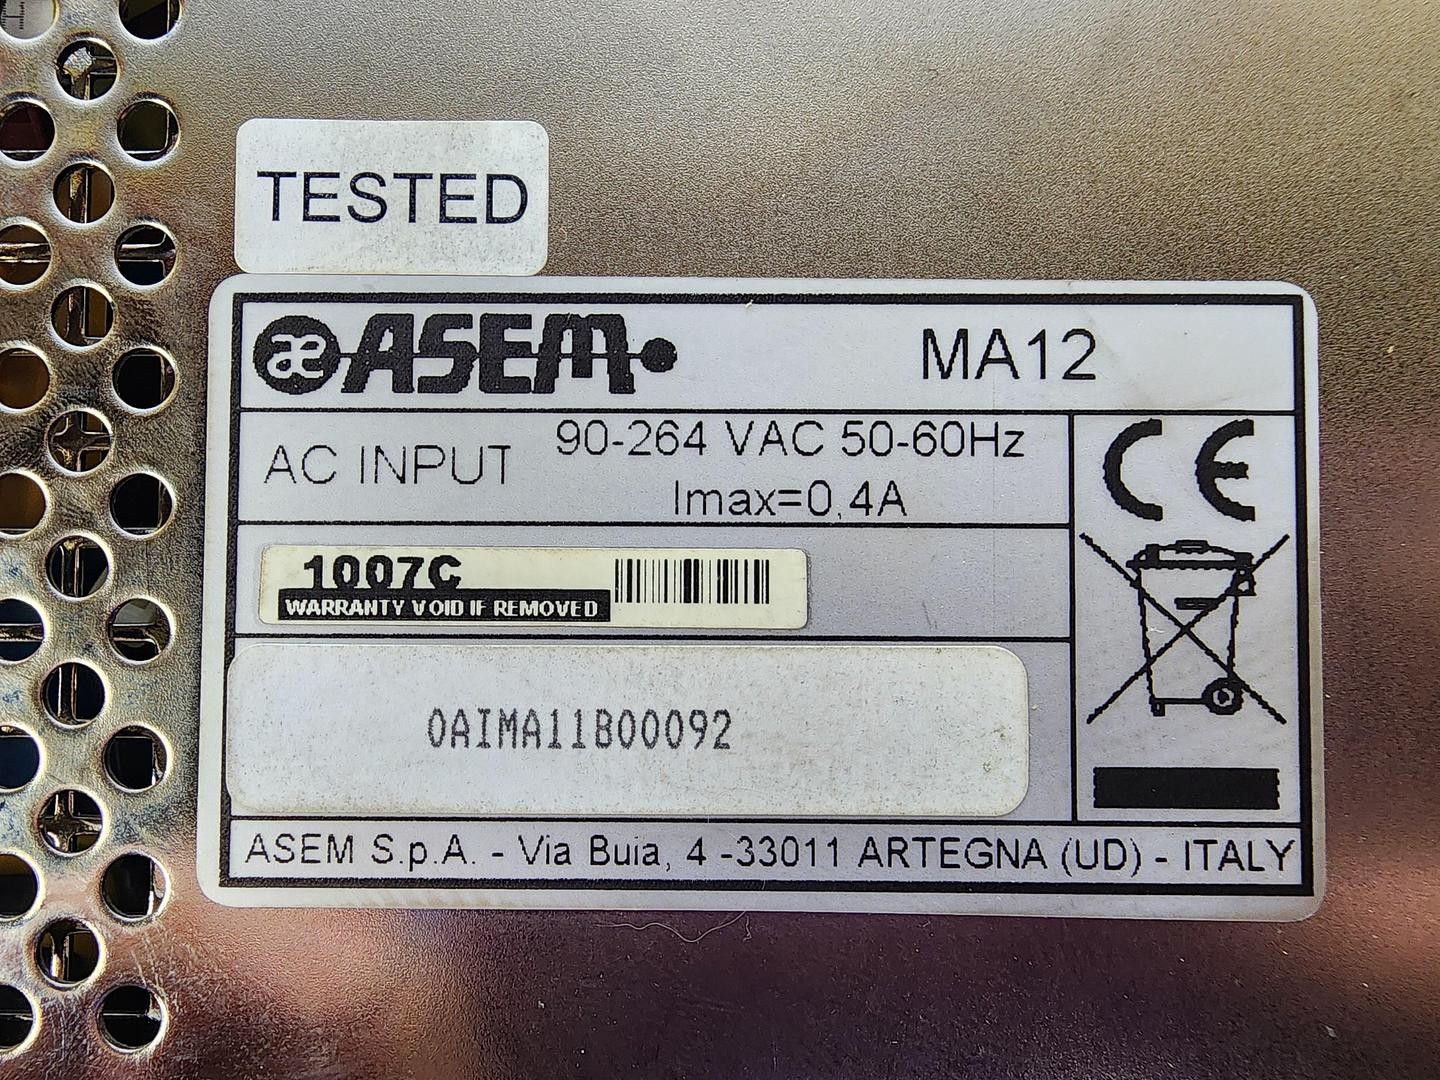 TESTED
æ ASEM
MA12
AC INPUT
90-264 VAC 50-60Hz
Imax=0.4A
CE
1007C
WARRANTY VOID IF REMOVED
0AIMA11B00092
ASEM S.p.A. - Via Buia, 4 -33011 ARTEGNA (UD) - ITALY